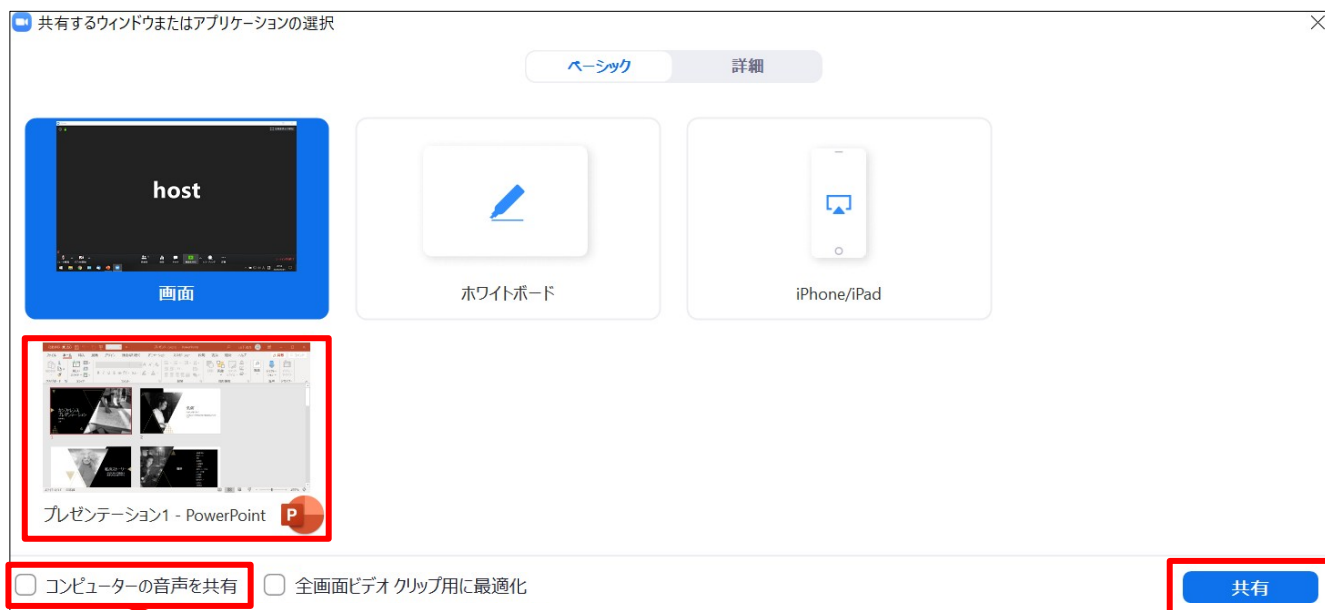 共有するウィンドウまたはアプリケーションの選択
ベーシック
詳細
host
画面
ホワイトボード
iPhone/iPad
プレゼンテーション1 - PowerPoint
P
コンピューターの音声を共有
全画面ビデオ クリップ用に最適化
共有